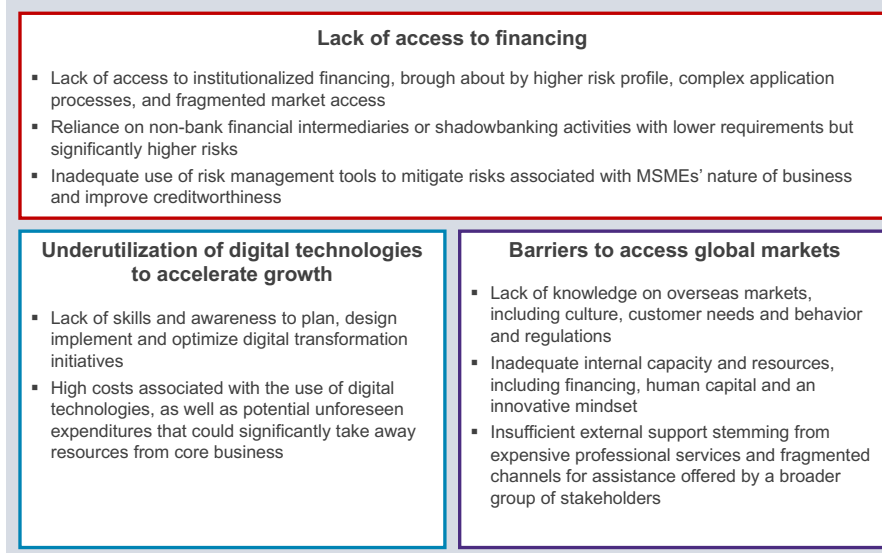 Lack of access to financing
▪ Lack of access to institutionalized financing, brough about by higher risk profile, complex application
processes, and fragmented market access
▪ Reliance on non-bank financial intermediaries or shadowbanking activities with lower requirements but
significantly higher risks
▪ Inadequate use of risk management tools to mitigate risks associated with MSMEs' nature of business
and improve creditworthiness
Underutilization of digital technologies
to accelerate growth
▪ Lack of skills and awareness to plan, design
implement and optimize digital transformation
initiatives
▪ High costs associated with the use of digital
technologies, as well as potential unforeseen
expenditures that could significantly take away
resources from core business
Barriers to access global markets
▪ Lack of knowledge on overseas markets,
including culture, customer needs and behavior
and regulations
▪ Inadequate internal capacity and resources,
including financing, human capital and an
innovative mindset
▪ Insufficient external support stemming from
expensive professional services and fragmented
channels for assistance offered by a broader
group of stakeholders